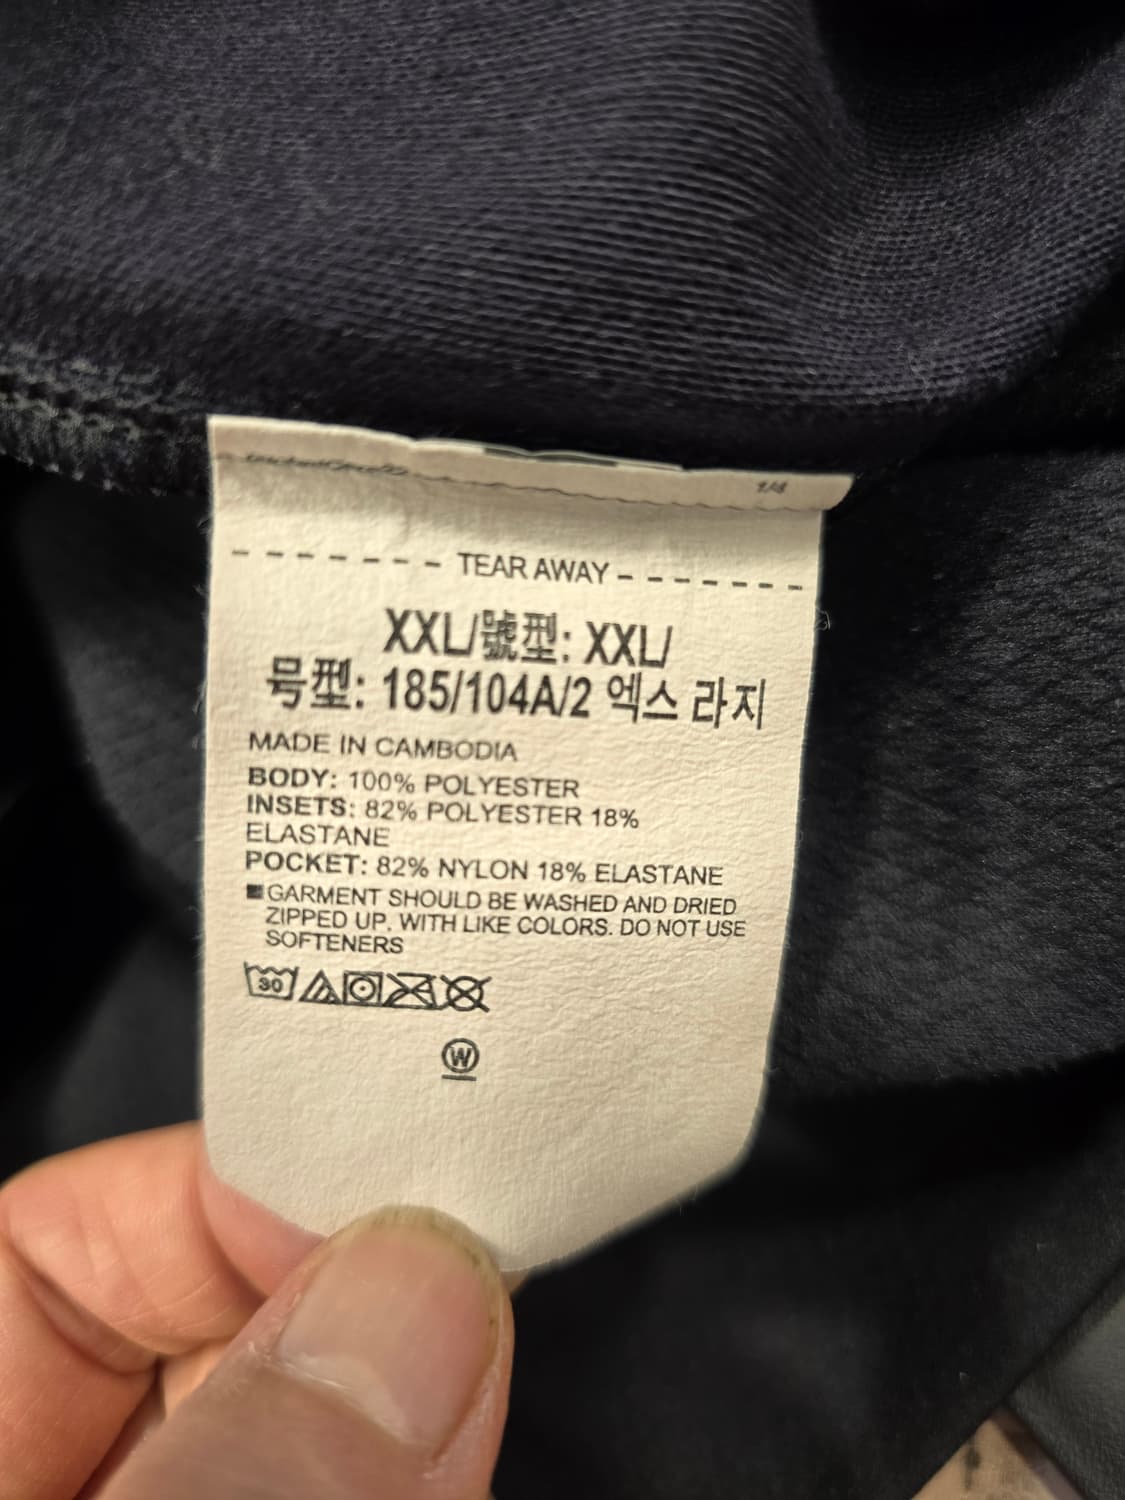 TEAR AWAY
XXL/號型: XXL/
号型: 185/104A/2 엑스 라지
MADE IN CAMBODIA
BODY: 100% POLYESTER
INSETS: 82% POLYESTER 18%
ELASTANE
POCKET: 82% NYLON 18% ELASTANE
■GARMENT SHOULD BE WASHED AND DRIED
ZIPPED UP. WITH LIKE COLORS. DO NOT USE
SOFTENERS
30
W